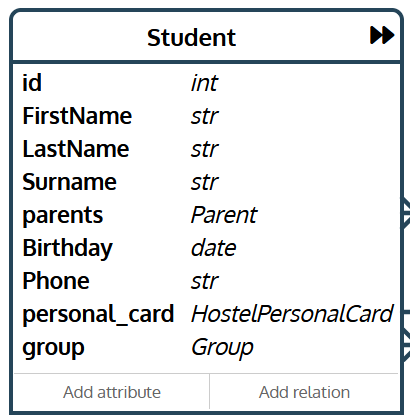 Student
id int
FirstName str
LastName str
Surname str
parents Parent
Birthday date
Phone str
personal_card HostelPersonalCard
group Group
Add attribute Add relation